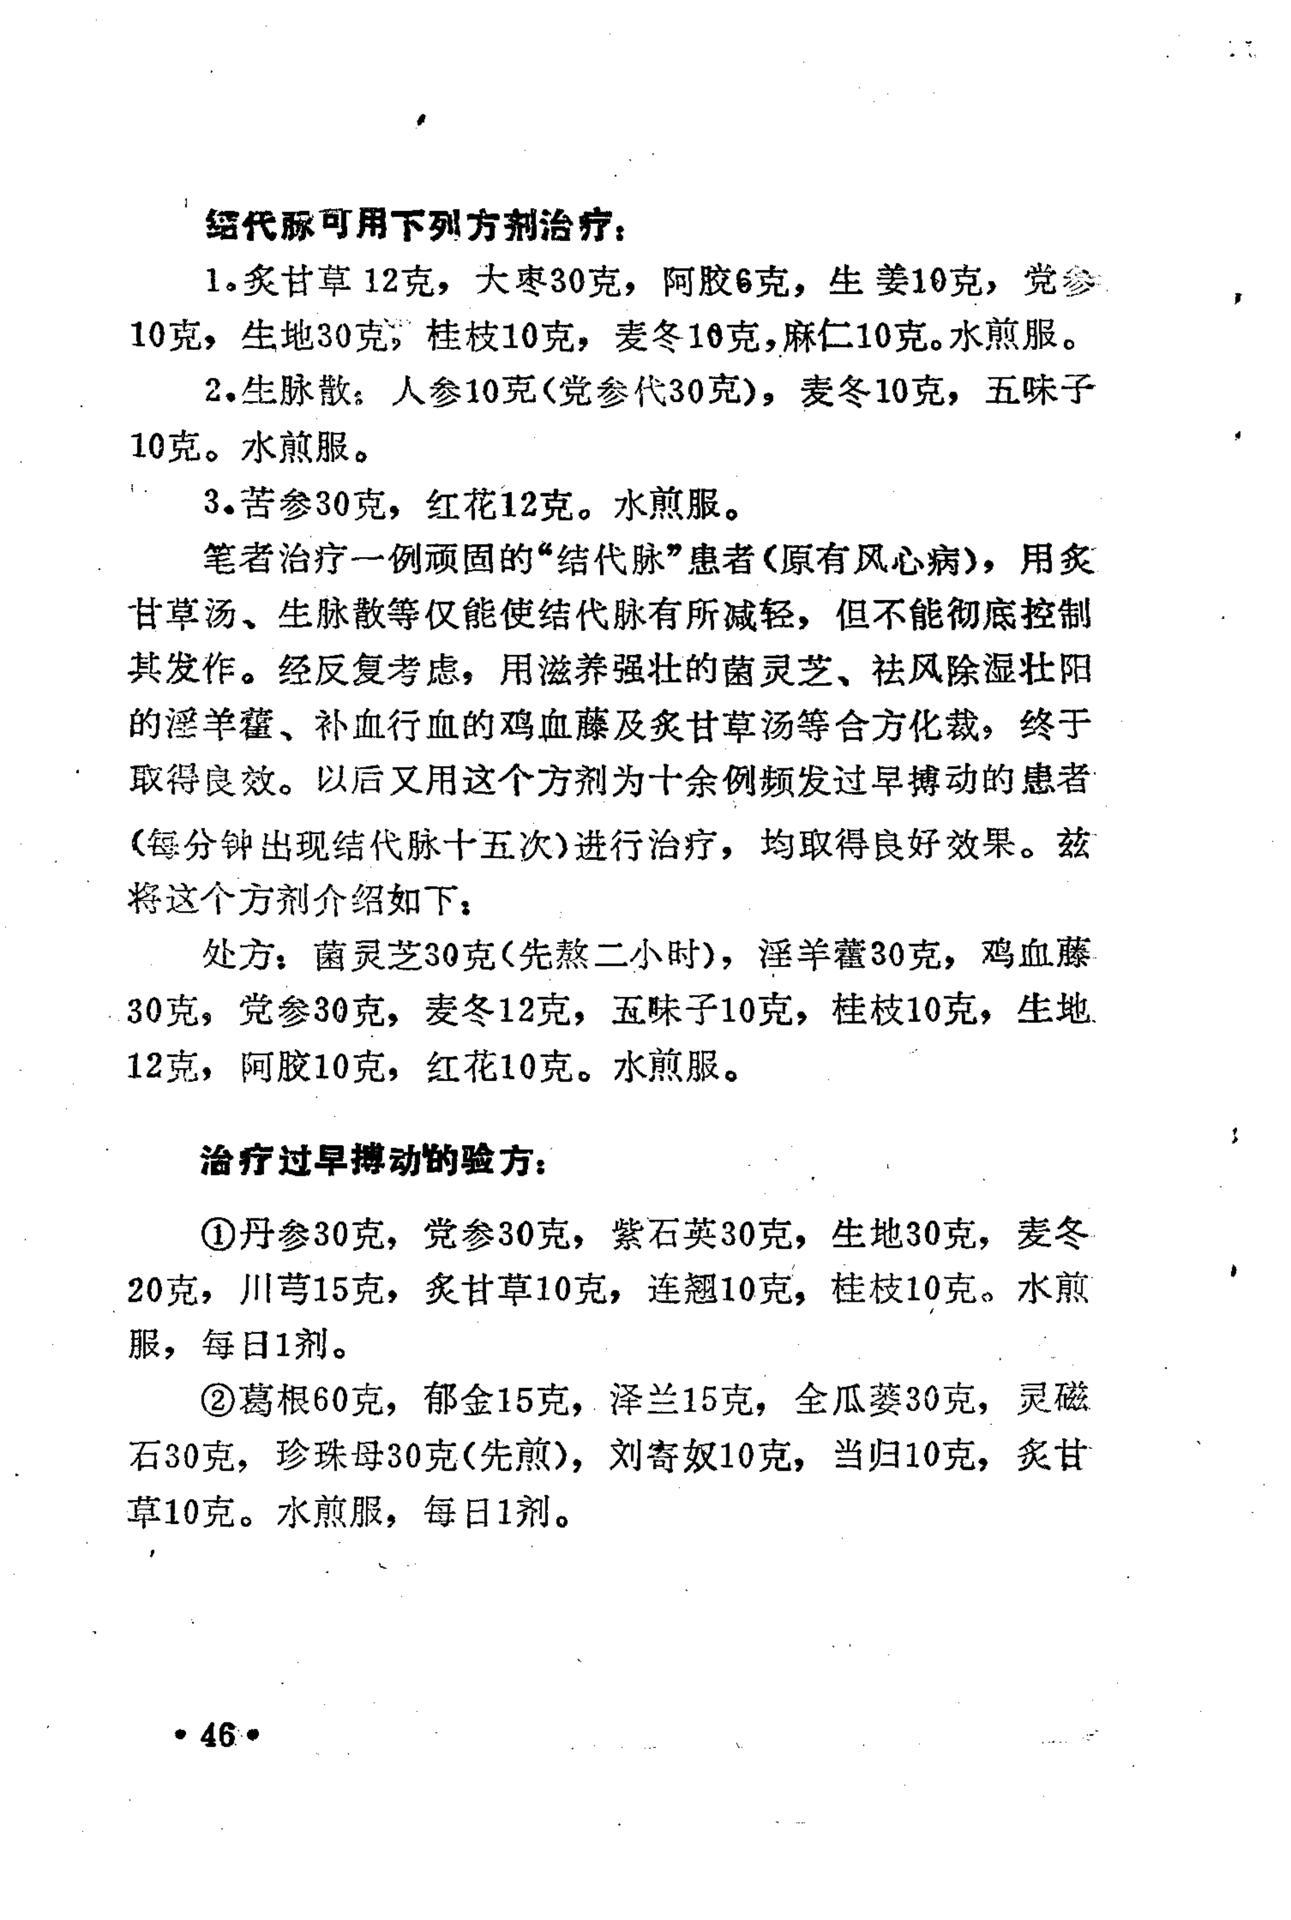 结代脉可用下列方剂治疗：
1.炙甘草12克，大枣30克，阿胶6克，生姜10克，党参
10克，生地30克，桂枝10克，麦冬10克，麻仁10克。水煎服。
2.生脉散：人参10克(党参代30克)，麦冬10克，五味子
10克。水煎服。
3.苦参30克，红花12克。水煎服。
笔者治疗一例顽固的“结代脉”患者(原有风心病)，用炙
甘草汤、生脉散等仅能使结代脉有所减轻，但不能彻底控制
其发作。经反复考虑，用滋养强壮的菌灵芝、祛风除湿壮阳
的淫羊藿、补血行血的鸡血藤及炙甘草汤等合方化裁，终于
取得良效。以后又用这个方剂为十余例频发过早搏动的患者
(每分钟出现结代脉十五次)进行治疗，均取得良好效果。兹
将这个方剂介绍如下：
处方：菌灵芝30克(先熬二小时)，淫羊藿30克，鸡血藤
30克，党参30克，麦冬12克，五味子10克，桂枝10克，生地
12克，阿胶10克，红花10克。水煎服。
治疗过早搏动的验方：
①丹参30克，党参30克，紫石英30克，生地30克，麦冬
20克，川芎15克，炙甘草10克，连翘10克，桂枝10克。水煎
服，每日1剂。
②葛根60克，郁金15克，泽兰15克，全瓜蒌30克，灵磁
石30克，珍珠母30克(先煎)，刘寄奴10克，当归10克，炙甘
草10克。水煎服，每日1剂。
•46•